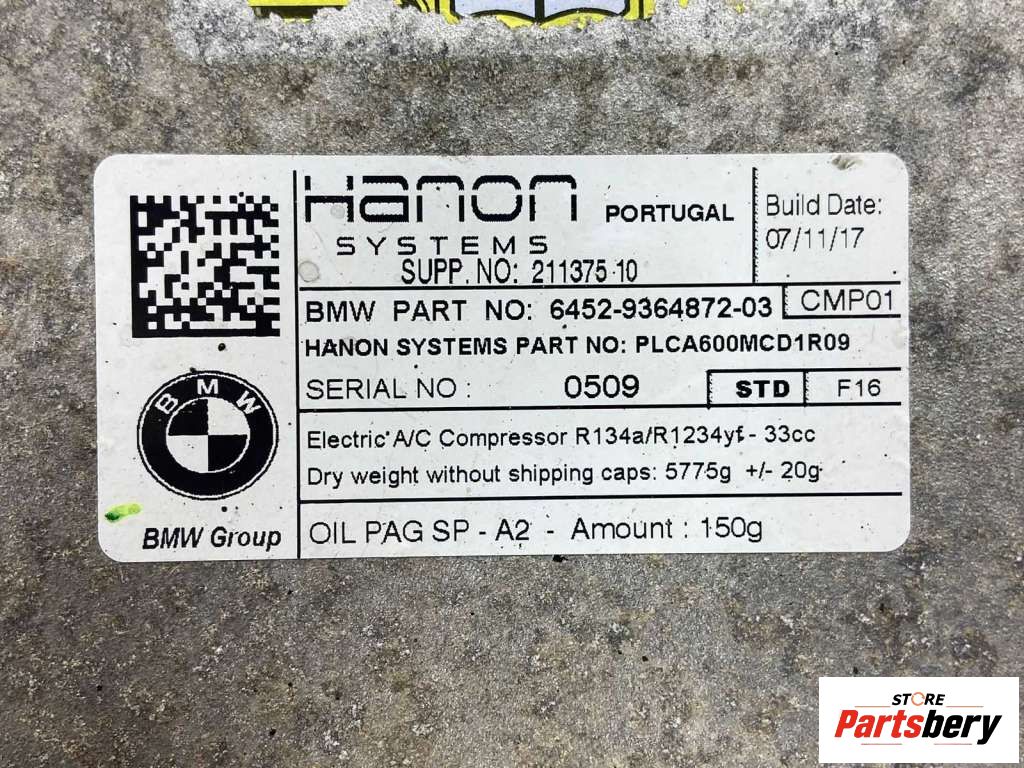 Hanon PORTUGAL
SYSTEMS
SUPP. NO: 211375 10
Build Date:
07/11/17
BMW PART NO: 6452-9364872-03 CMP01
HANON SYSTEMS PART NO: PLCA600MCD1R09
SERIAL NO : 0509 STD F16
Electric A/C Compressor R134a/R1234yf - 33cc
Dry weight without shipping caps: 5775g +/- 20g
OIL PAG SP - A2 - Amount : 150g
BMW
BMW Group
STORE
Partsbery